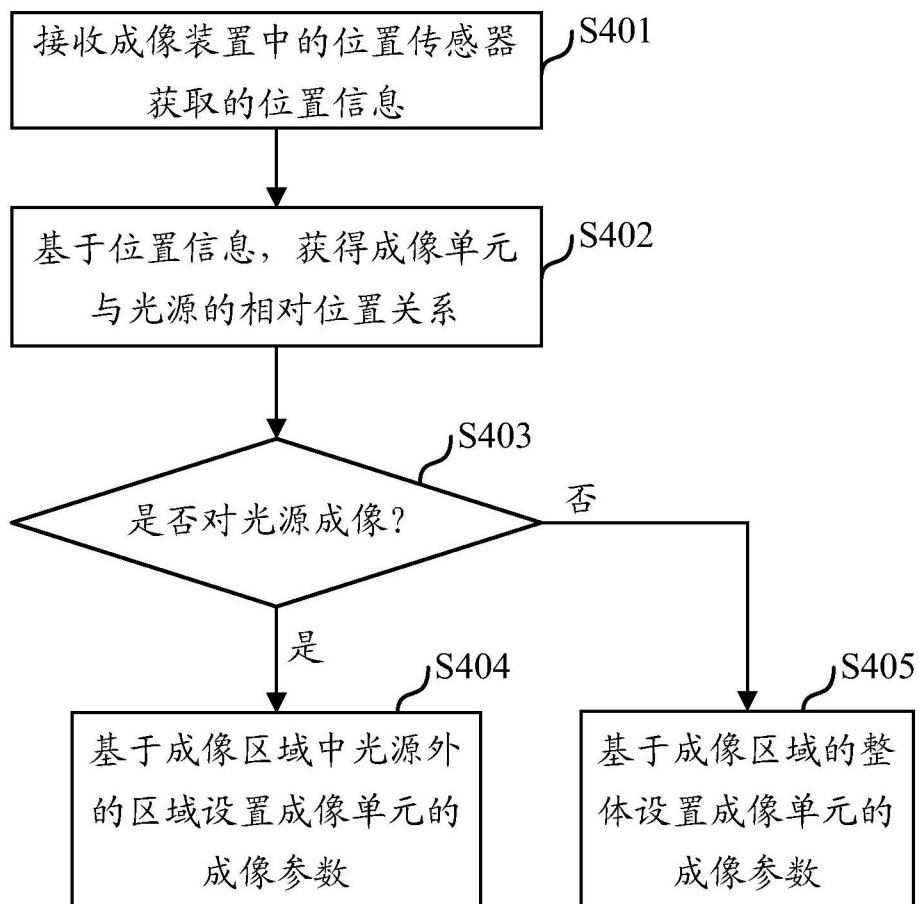 接收成像装置中的位置传感器
获取的位置信息
S401
基于位置信息，获得成像单元
与光源的相对位置关系
S402
S403
是否对光源成像？
否
是
S404
基于成像区域中光源外
的区域设置成像单元的
成像参数
S405
基于成像区域的整
体设置成像单元的
成像参数